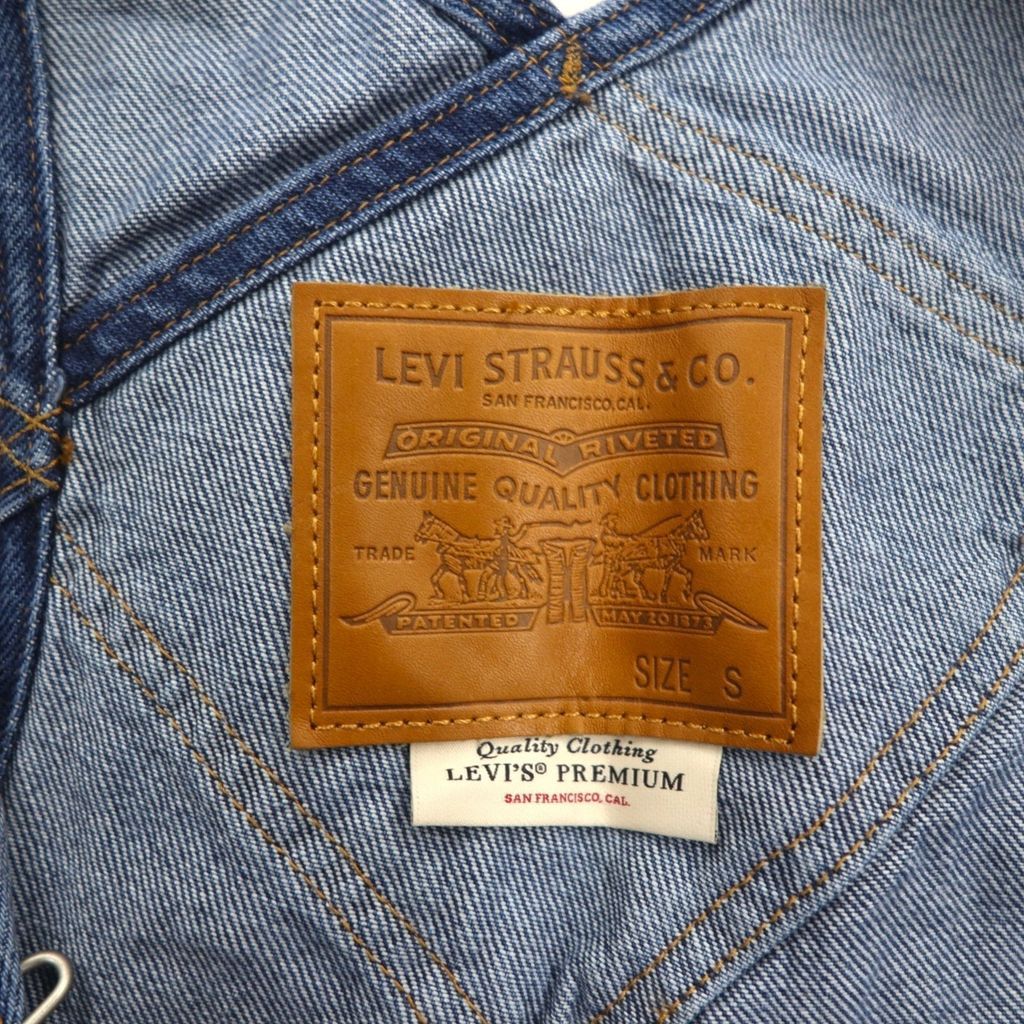 LEVI STRAUSS & CO.
SAN FRANCISCO, CAL.
ORIGINAL RIVETED
GENUINE QUALITY CLOTHING
TRADE MARK
PATENTED MAY 20 1873
SIZE S
Quality Clothing
LEVI'S® PREMIUM
SAN FRANCISCO, CAL.